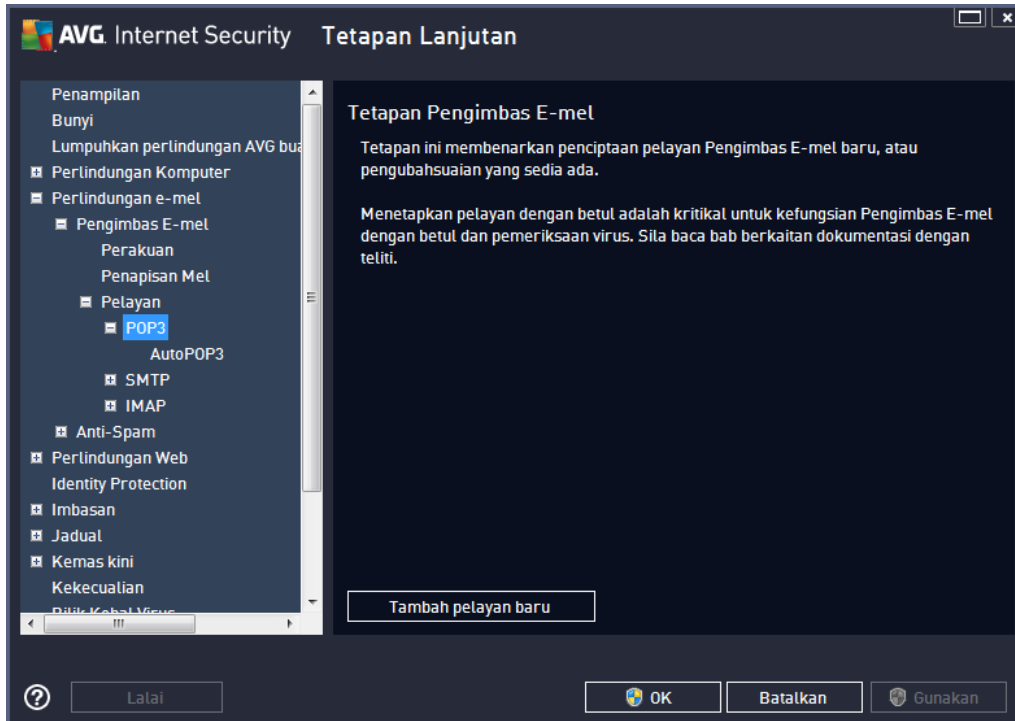 AVG. Internet Security Tetapan Lanjutan
Penampilan
Bunyi
Lumpuhkan perlindungan AVG bua
Perlindungan Komputer
Perlindungan e-mel
Pengimbas E-mel
Perakuan
Penapisan Mel
Pelayan
POP3
AutoPOP3
SMTP
IMAP
Anti-Spam
Perlindungan Web
Identity Protection
Imbasan
Jadual
Kemas kini
Kekecualian
Bilik Kebal Virus
Tetapan Pengimbas E-mel
Tetapan ini membenarkan penciptaan pelayan Pengimbas E-mel baru, atau
pengubahsuaian yang sedia ada.
Menetapkan pelayan dengan betul adalah kritikal untuk kefungsian Pengimbas E-mel
dengan betul dan pemeriksaan virus. Sila baca bab berkaitan dokumentasi dengan
teliti.
Tambah pelayan baru
Lalai
OK
Batalkan
Gunakan